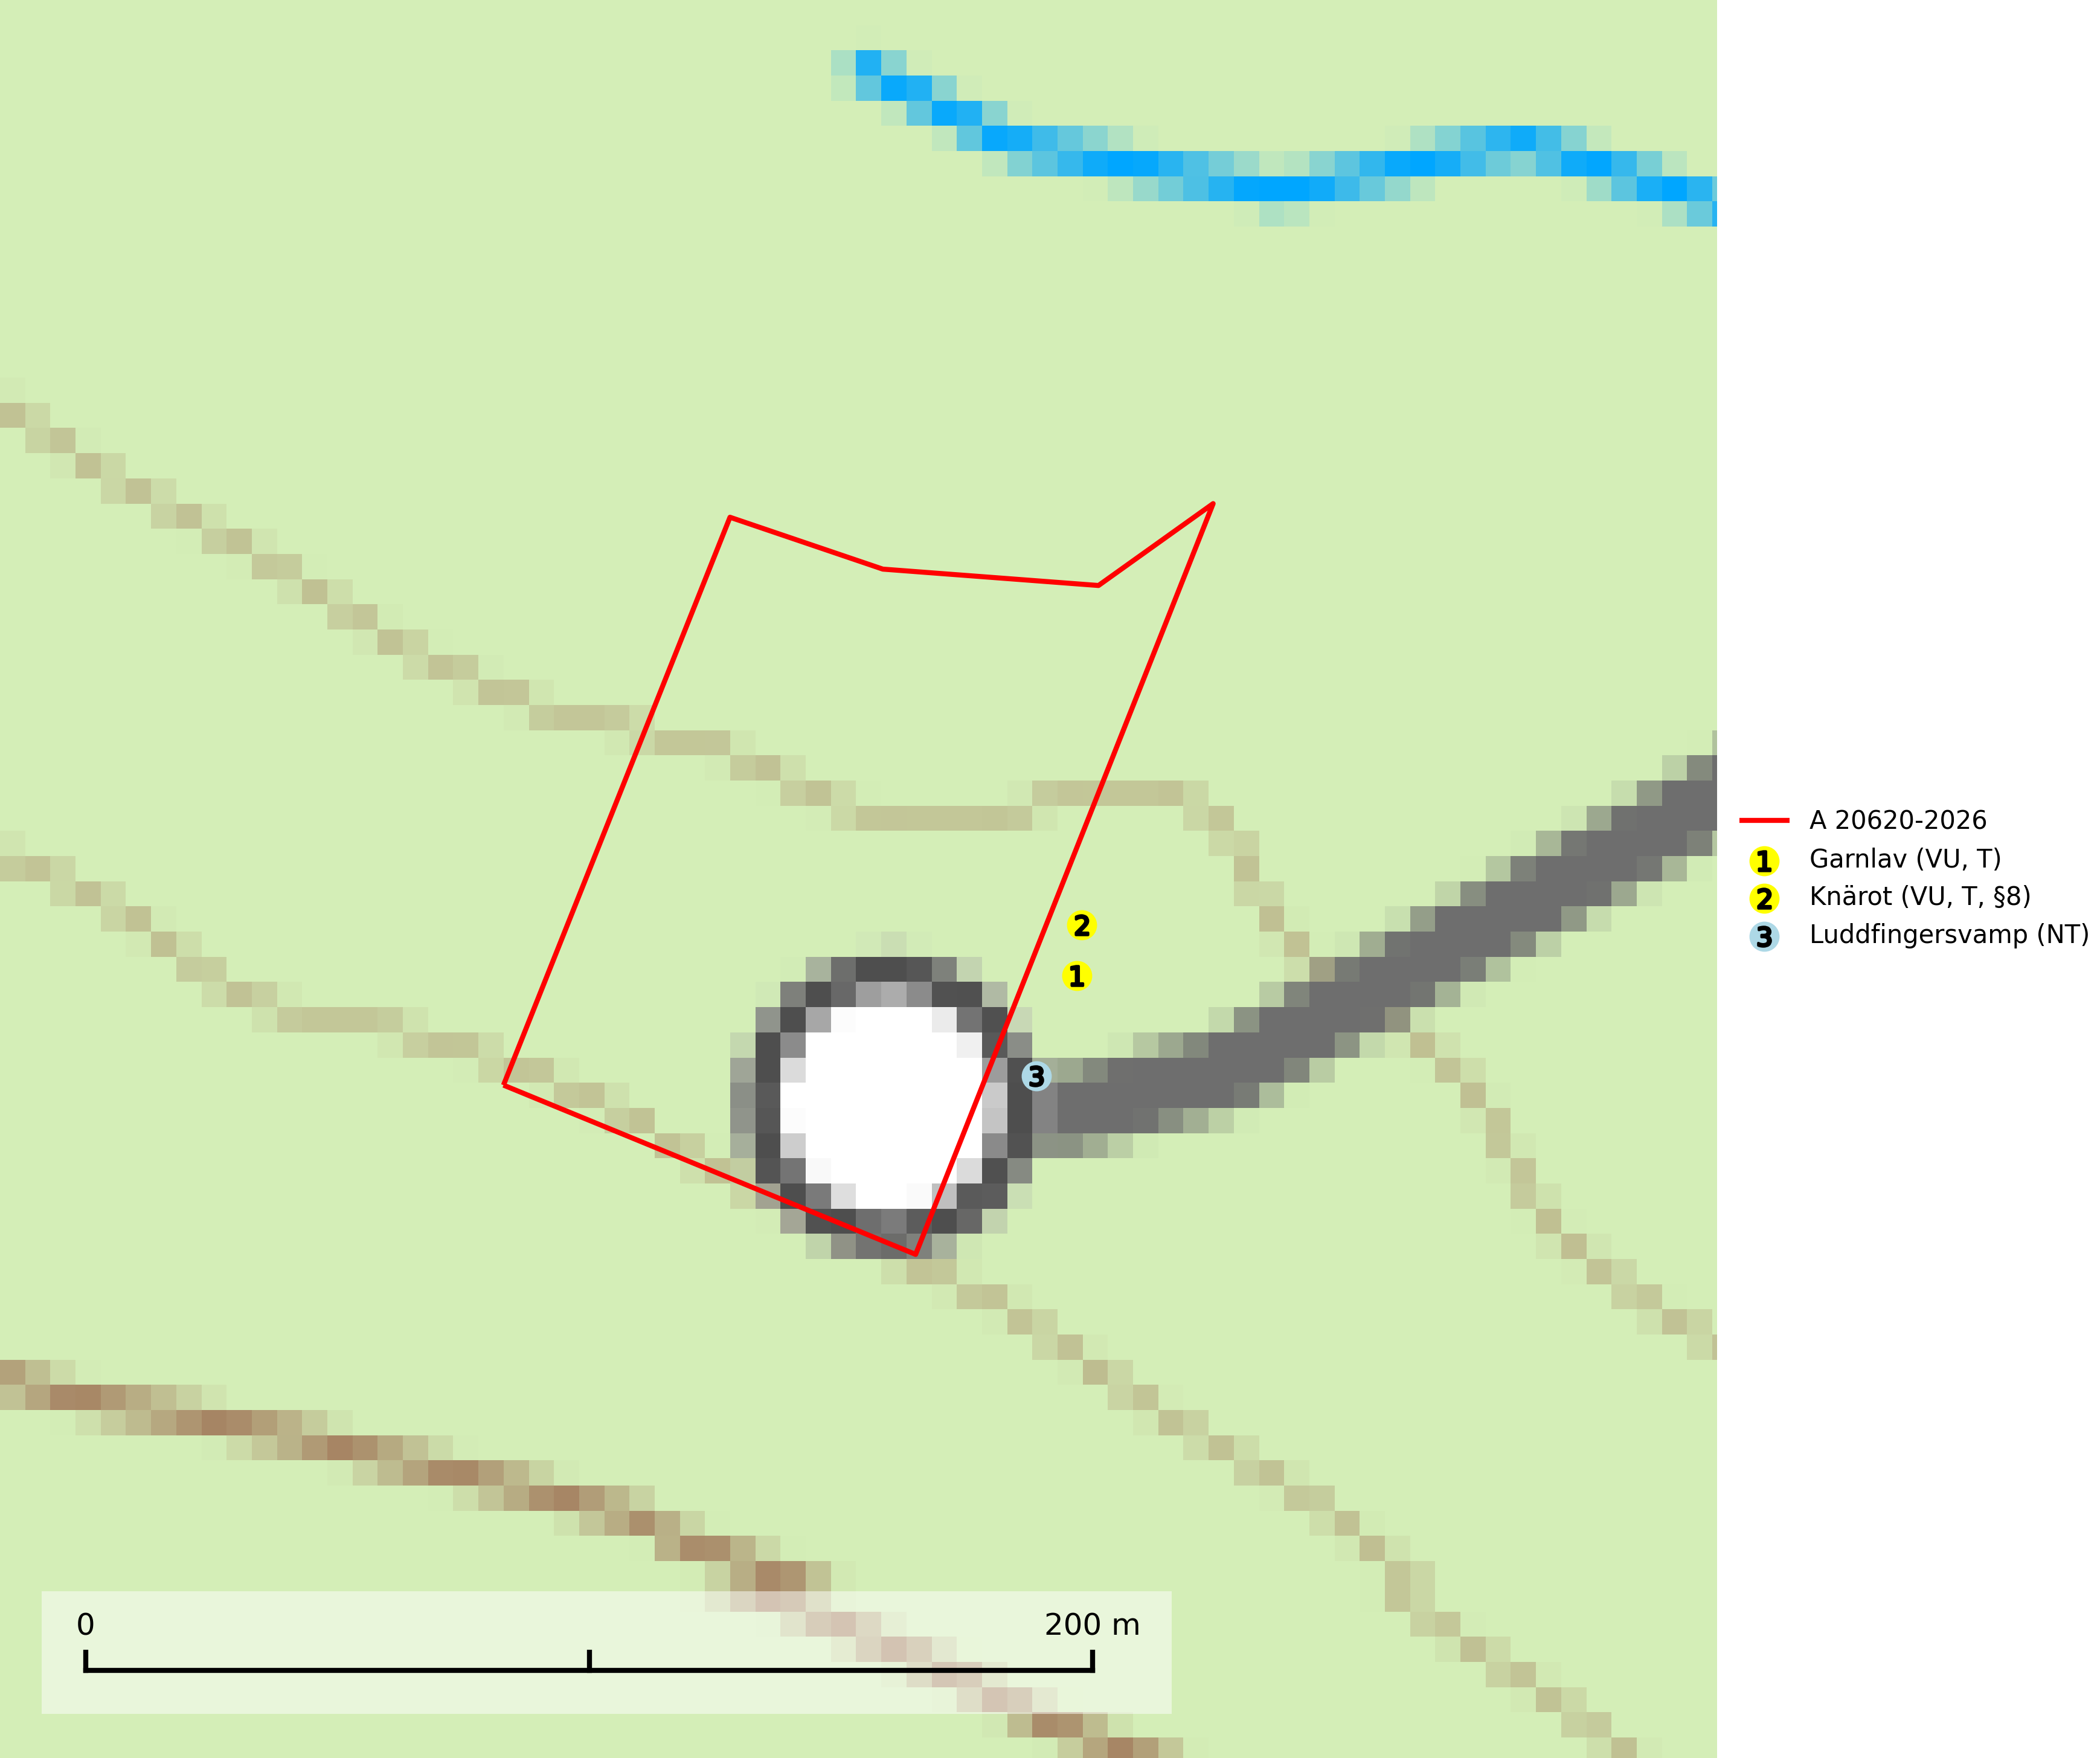 2
1
3
A 20620-2026
1 Garnlav (VU, T)
2 Knärot (VU, T, §8)
3 Luddfingersvamp (NT)
0 200 m